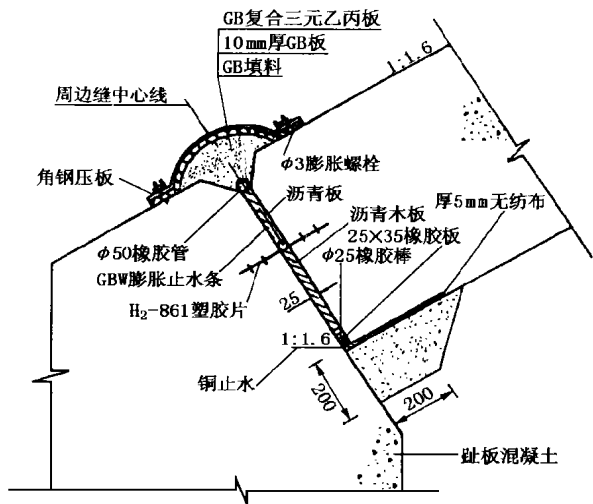 GB复合三元乙丙板
10mm厚GB板
GB填料
1:1.6
周边缝中心线
φ3膨胀螺栓
角钢压板
沥青板
厚5mm无纺布
沥青木板
25×35橡胶板
φ50橡胶管
φ25橡胶棒
GBW膨胀止水条
H₂-861塑胶片
25
1:1.6
铜止水
200
200
趾板混凝土